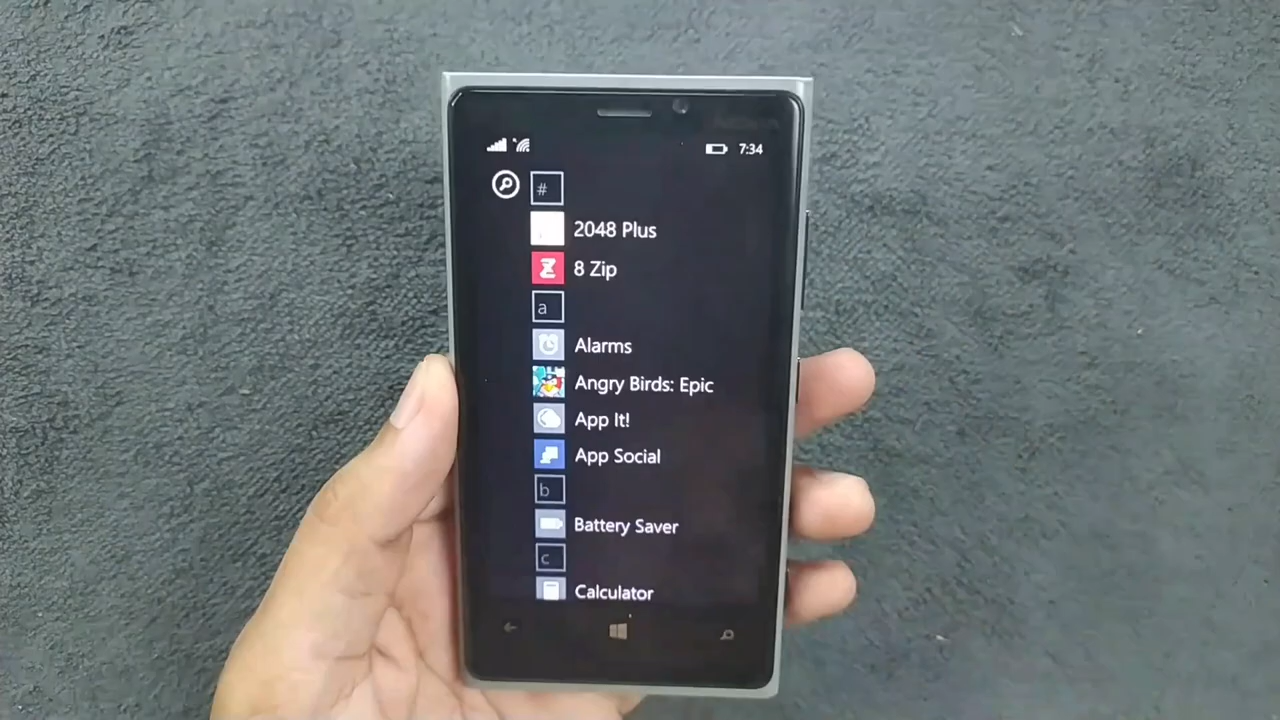 7:34
#
2048 Plus
8 Zip
a
Alarms
Angry Birds: Epic
App It!
App Social
b
Battery Saver
c
Calculator